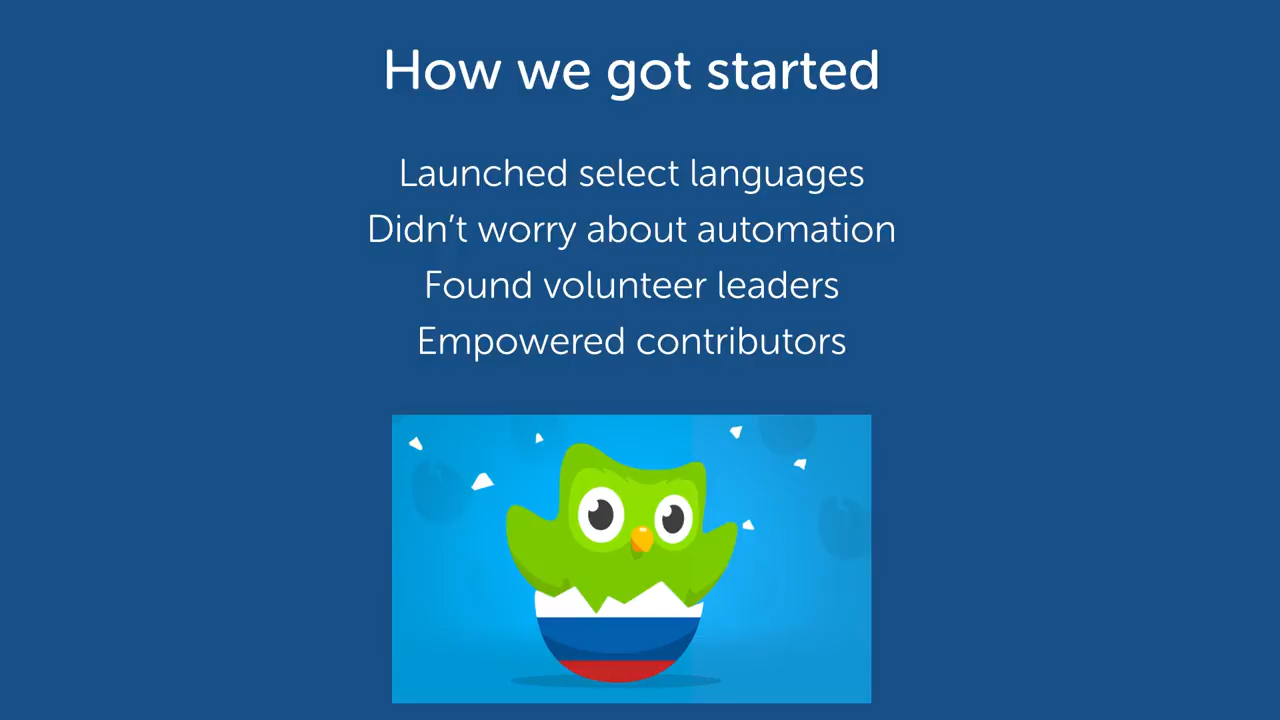 How we got started
Launched select languages
Didn’t worry about automation
Found volunteer leaders
Empowered contributors